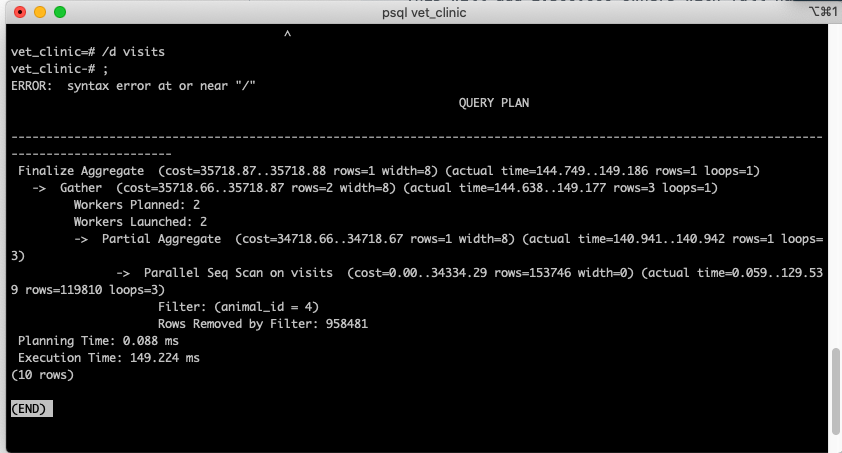 psql vet_clinic
⌥⌘1
^
vet_clinic=# /d visits
vet_clinic-# ;
ERROR:  syntax error at or near "/"
QUERY PLAN
-------------------------------------------------------------------------------------------------------------------
-----------------------
Finalize Aggregate  (cost=35718.87..35718.88 rows=1 width=8) (actual time=144.749..149.186 rows=1 loops=1)
->  Gather  (cost=35718.66..35718.87 rows=2 width=8) (actual time=144.638..149.177 rows=3 loops=1)
Workers Planned: 2
Workers Launched: 2
->  Partial Aggregate  (cost=34718.66..34718.67 rows=1 width=8) (actual time=140.941..140.942 rows=1 loops=
3)
->  Parallel Seq Scan on visits  (cost=0.00..34334.29 rows=153746 width=0) (actual time=0.059..129.53
9 rows=119810 loops=3)
Filter: (animal_id = 4)
Rows Removed by Filter: 958481
Planning Time: 0.088 ms
Execution Time: 149.224 ms
(10 rows)
(END)